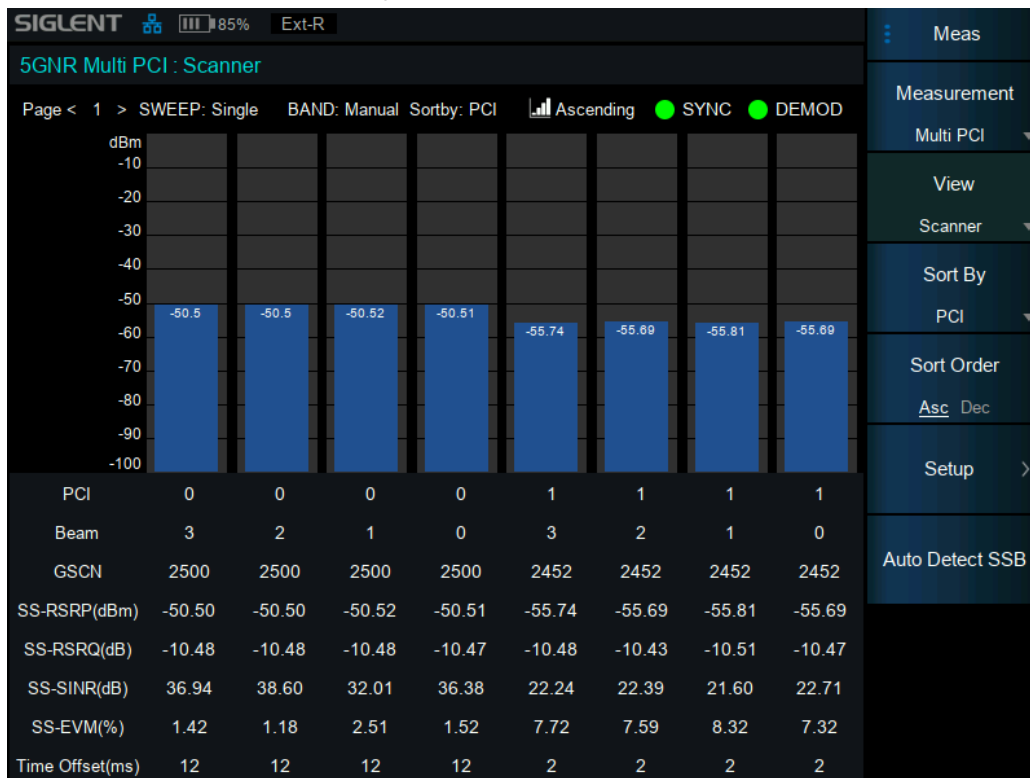 SIGLENT 85% Ext-R
5GNR Multi PCI : Scanner
Page < 1 > SWEEP: Single BAND: Manual Sortby: PCI Ascending SYNC DEMOD
dBm
-10
-20
-30
-40
-50
-60
-70
-80
-90
-100
-50.5 -50.5 -50.52 -50.51 -55.74 -55.69 -55.81 -55.69
PCI 0 0 0 0 1 1 1 1
Beam 3 2 1 0 3 2 1 0
GSCN 2500 2500 2500 2500 2452 2452 2452 2452
SS-RSRP(dBm) -50.50 -50.50 -50.52 -50.51 -55.74 -55.69 -55.81 -55.69
SS-RSRQ(dB) -10.48 -10.48 -10.48 -10.47 -10.48 -10.43 -10.51 -10.47
SS-SINR(dB) 36.94 38.60 32.01 36.38 22.24 22.39 21.60 22.71
SS-EVM(%) 1.42 1.18 2.51 1.52 7.72 7.59 8.32 7.32
Time Offset(ms) 12 12 12 12 2 2 2 2
Meas
Measurement
Multi PCI
View
Scanner
Sort By
PCI
Sort Order
Asc Dec
Setup >
Auto Detect SSB